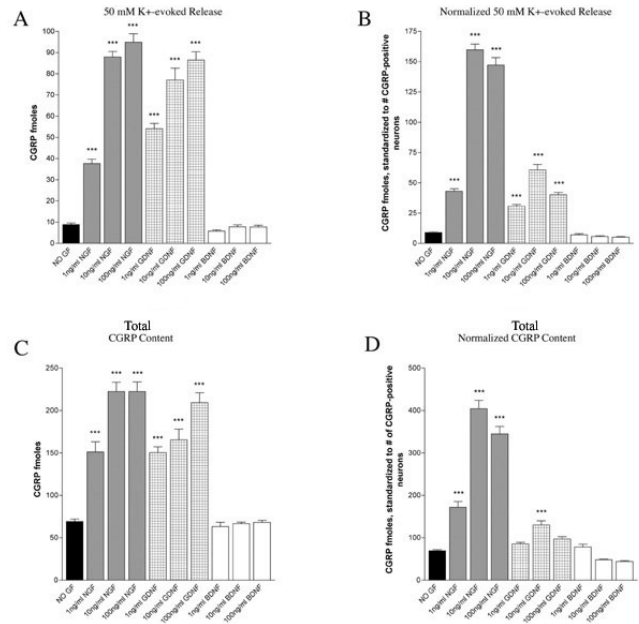 A
50 mM K+-evoked Release
CGRP fmoles
100
90
80
70
60
50
40
30
20
10
0
***
***
***
***
***
***
NO GF
1ng/ml NGF
10ng/ml NGF
100ng/ml NGF
1ng/ml GDNF
10ng/ml GDNF
100ng/ml GDNF
1ng/ml BDNF
10ng/ml BDNF
100ng/ml BDNF
B
Normalized 50 mM K+-evoked Release
CGRP fmoles, standardized to # CGRP-positive
neurons
175
150
125
100
75
50
25
0
***
***
***
***
***
***
NO GF
1ng/ml NGF
10ng/ml NGF
100ng/ml NGF
1ng/ml GDNF
10ng/ml GDNF
100ng/ml GDNF
1ng/ml BDNF
10ng/ml BDNF
100ng/ml BDNF
C
Total
CGRP Content
CGRP fmoles
250
200
150
100
50
0
***
***
***
***
***
***
NO GF
1ng/ml NGF
10ng/ml NGF
100ng/ml NGF
1ng/ml GDNF
10ng/ml GDNF
100ng/ml GDNF
1ng/ml BDNF
10ng/ml BDNF
100ng/ml BDNF
D
Total
Normalized CGRP Content
CGRP fmoles, standardized to # of CGRP-positive
neurons
500
400
300
200
100
0
***
***
***
***
NO GF
1ng/ml NGF
10ng/ml NGF
100ng/ml NGF
1ng/ml GDNF
10ng/ml GDNF
100ng/ml GDNF
1ng/ml BDNF
10ng/ml BDNF
100ng/ml BDNF